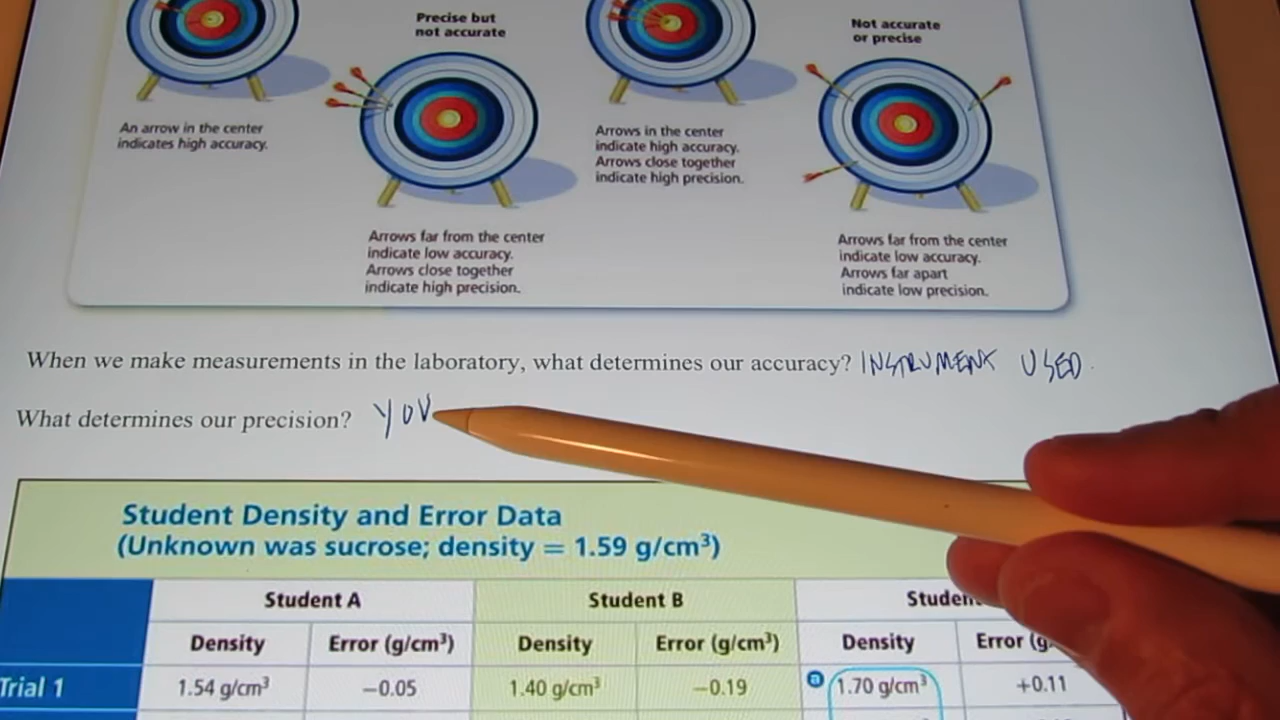 Precise but
not accurate
Not accurate
or precise
An arrow in the center
indicates high accuracy.
Arrows in the center
indicate high accuracy.
Arrows close together
indicate high precision.
Arrows far from the center
indicate low accuracy.
Arrows close together
indicate high precision.
Arrows far from the center
indicate low accuracy.
Arrows far apart
indicate low precision.
When we make measurements in the laboratory, what determines our accuracy? INSTRUMENT USED
What determines our precision? YOU
Student Density and Error Data
(Unknown was sucrose; density = 1.59 g/cm³)
Student A Student B Studen
Density Error (g/cm³) Density Error (g/cm³) Density Error (g
Trial 1 1.54 g/cm³ −0.05 1.40 g/cm³ −0.19 a 1.70 g/cm³ +0.11